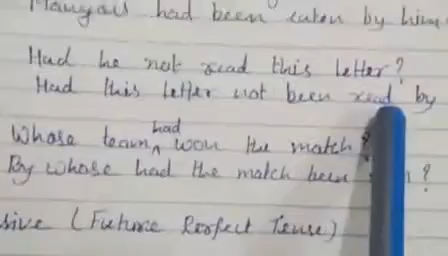 Mangoes had been eaten by him.
Had he not read this letter?
Had this letter not been read by
Whose team had won the match?
By whose had the match been ?
sive (Future Perfect Tense)